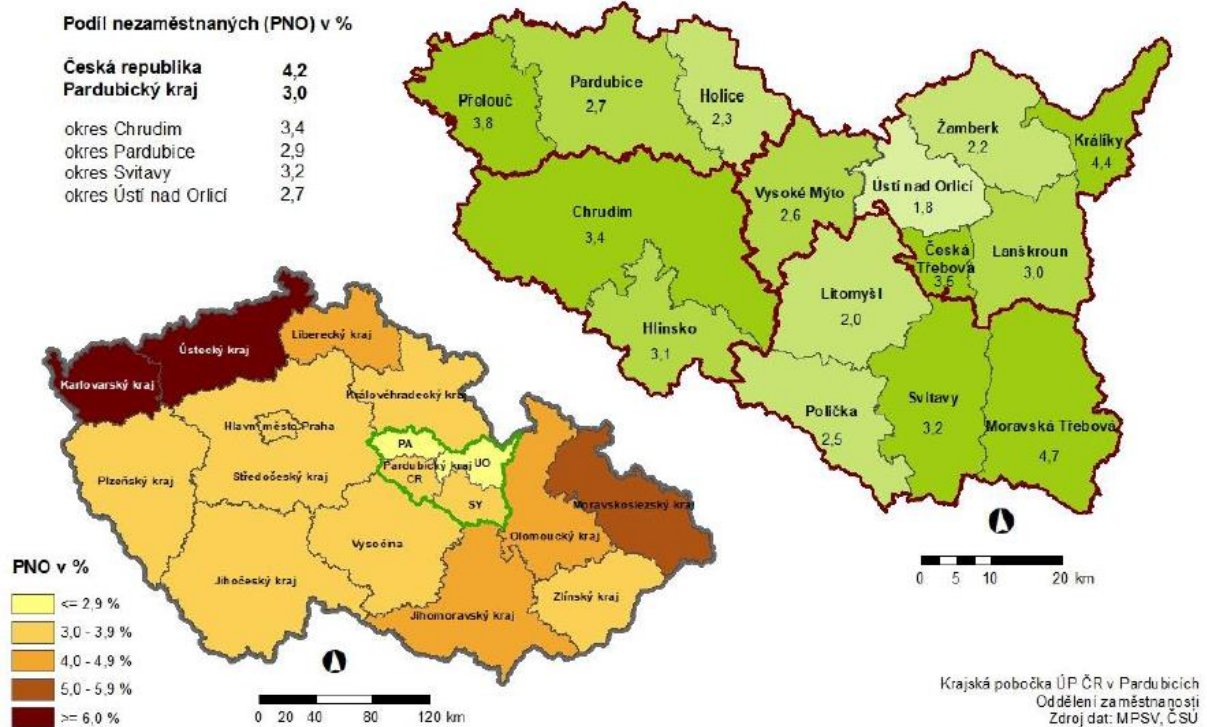 Podíl nezaměstnaných (PNO) v %
Česká republika 4,2
Pardubický kraj 3,0
okres Chrudim 3,4
okres Pardubice 2,9
okres Svitavy 3,2
okres Ústí nad Orlicí 2,7
Přelouč
3,8
Pardubice
2,7
Holice
2,3
Žamberk
2,2
Králíky
4,4
Vysoké Mýto
2,6
Ústí nad Orlicí
1,8
Chrudim
3,4
Česká
Třebová
3,5
Lanškroun
3,0
Litomyšl
2,0
Hlinsko
3,1
Polička
2,5
Svitavy
3,2
Moravská Třebová
4,7
0 5 10 20 km
Karlovarský kraj
Ústecký kraj
Liberecký kraj
Královéhradecký kraj
Hlavní město Praha
Středočeský kraj
Plzeňský kraj
PA
Pardubický kraj
UO
CR
SY
Moravskoslezský kraj
Olomoucký kraj
Vysočina
Jihočeský kraj
Jihomoravský kraj
Zlínský kraj
PNO v %
<= 2,9 %
3,0 - 3,9 %
4,0 - 4,9 %
5,0 - 5,9 %
>= 6,0 %
0 20 40 80 120 km
Krajská pobočka ÚP ČR v Pardubicích
Oddělení zaměstnanosti
Zdroj dat: MPSV, ČSÚ